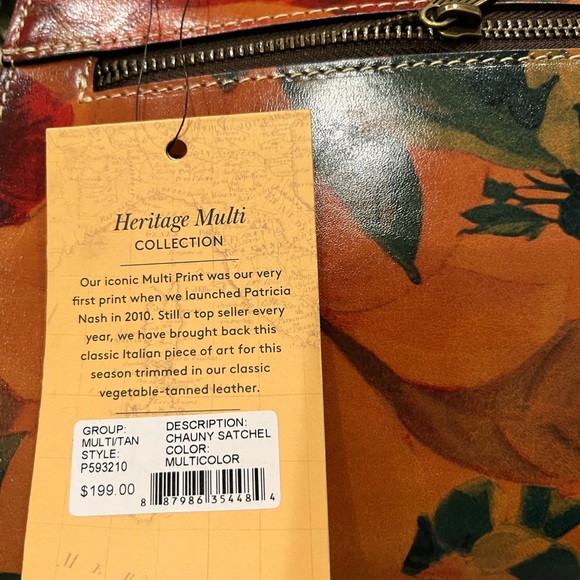 Heritage Multi
COLLECTION
Our iconic Multi Print was our very
first print when we launched Patricia
Nash in 2010. Still a top seller every
year, we have brought back this
classic Italian piece of art for this
season trimmed in our classic
vegetable-tanned leather.
GROUP:
MULTI/TAN
STYLE:
P593210
$199.00
DESCRIPTION:
CHAUNY SATCHEL
COLOR:
MULTICOLOR
8 87986 35448 4